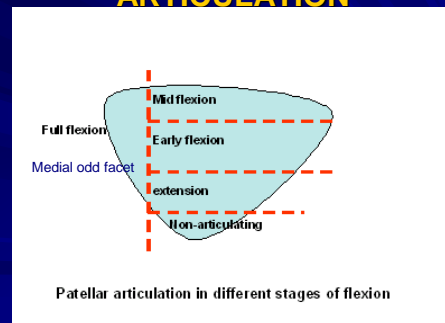 ARTICULATION
Mid flexion
Full flexion
Early flexion
Medial odd facet
extension
Non-articulating
Patellar articulation in different stages of flexion